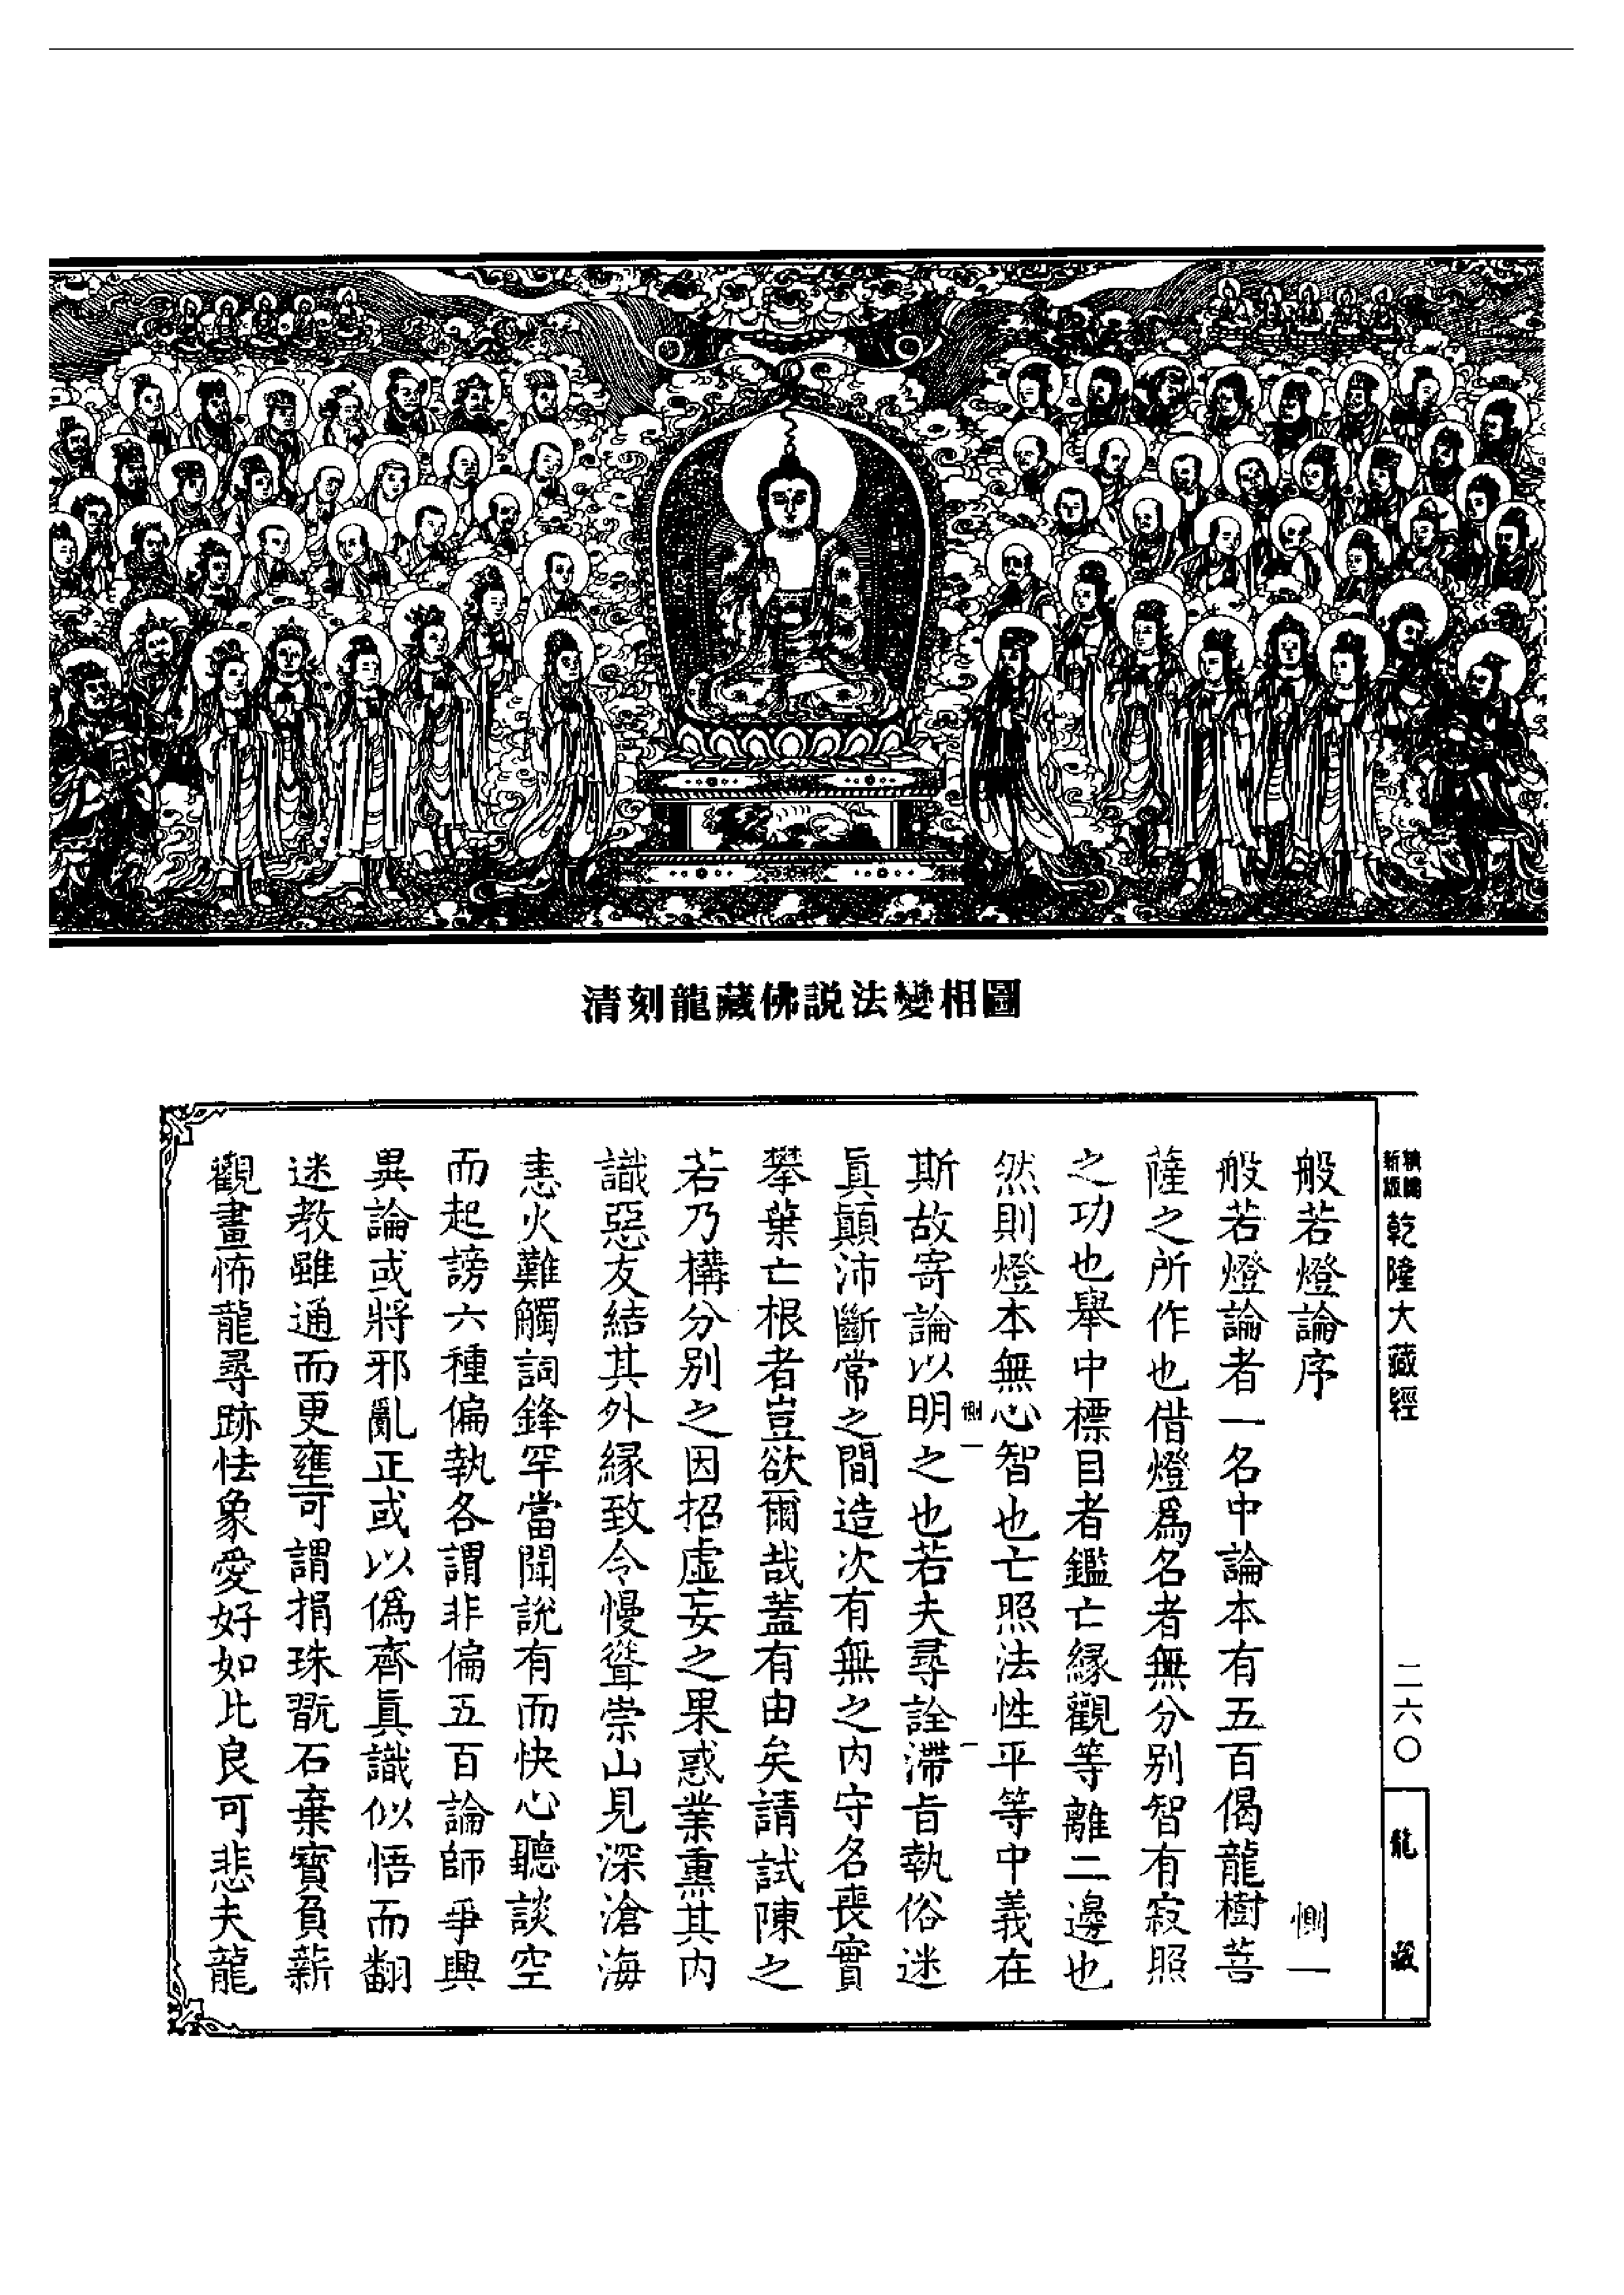 清刻龍藏佛説法變相圖
新版
乾隆大藏經
二六〇
龍藏
般若燈論序 惻一
般若燈論者一名中論本有五百偈龍樹菩
薩之所作也借燈爲名者無分别智有寂照
之功也舉中標目者鑑亡緣觀等離二邊也
然則燈本無心智也亡照法性平等中義在
惻一 一
斯故寄論以明之也若夫尋詮滯旨執俗迷
眞顛沛斷常之間造次有無之内守名喪實
攀葉亡根者豈欲爾哉蓋有由矣請試陳之
若乃構分别之因招虛妄之果惑業熏其内
識惡友結其外緣致令慢聳崇山見深滄海
恚火難觸詞鋒罕當聞說有而快心聽談空
而起謗六種偏執各謂非偏五百論師爭興
異論或將邪亂正或以僞齊眞識似悟而翻
迷教雖通而更壅可謂捐珠翫石棄寶負薪
觀畫怖龍尋跡怯象愛好如比良可悲夫龍